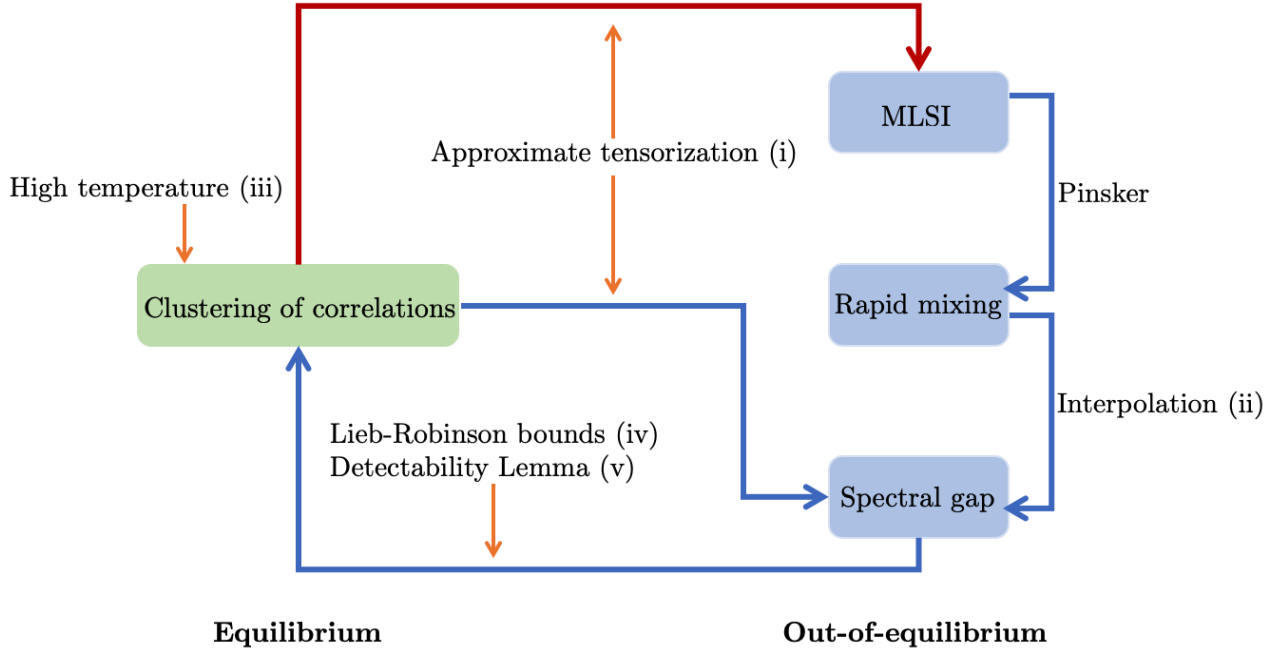 MLSI
Approximate tensorization (i)
High temperature (iii)
Pinsker
Clustering of correlations
Rapid mixing
Interpolation (ii)
Lieb-Robinson bounds (iv)
Detectability Lemma (v)
Spectral gap
Equilibrium
Out-of-equilibrium